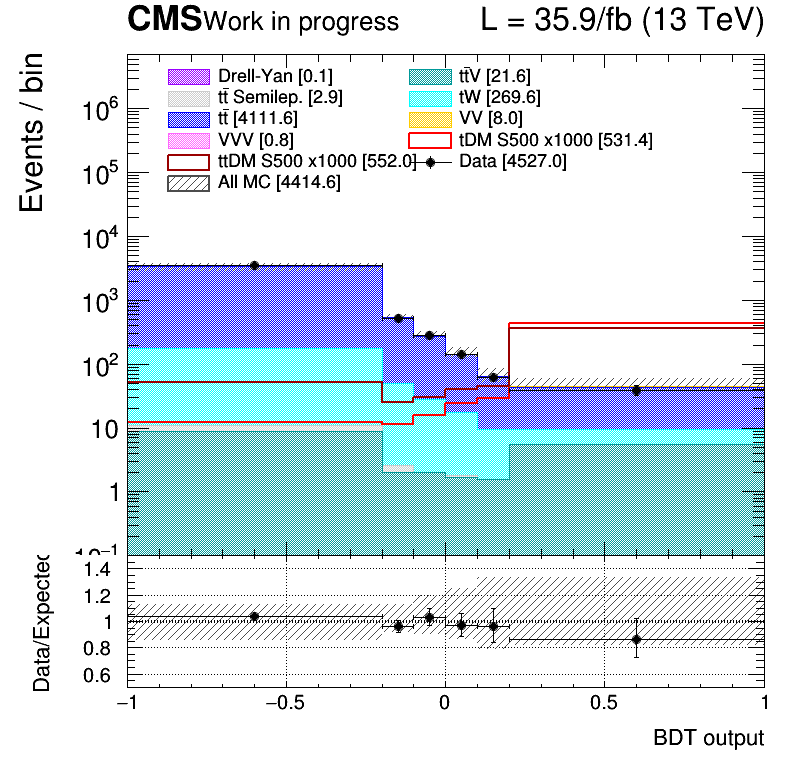 CMS Work in progress L = 35.9/fb (13 TeV)
Events / bin
Drell-Yan [0.1] tt̄V [21.6]
tt̄ Semilep. [2.9] tW [269.6]
tt̄ [4111.6] VV [8.0]
VVV [0.8] tDM S500 x1000 [531.4]
ttDM S500 x1000 [552.0] Data [4527.0]
All MC [4414.6]
10⁶
10⁵
10⁴
10³
10²
10
1
10⁻¹
Data/Expected
1.4
1.2
1
0.8
0.6
−1 −0.5 0 0.5 1
BDT output